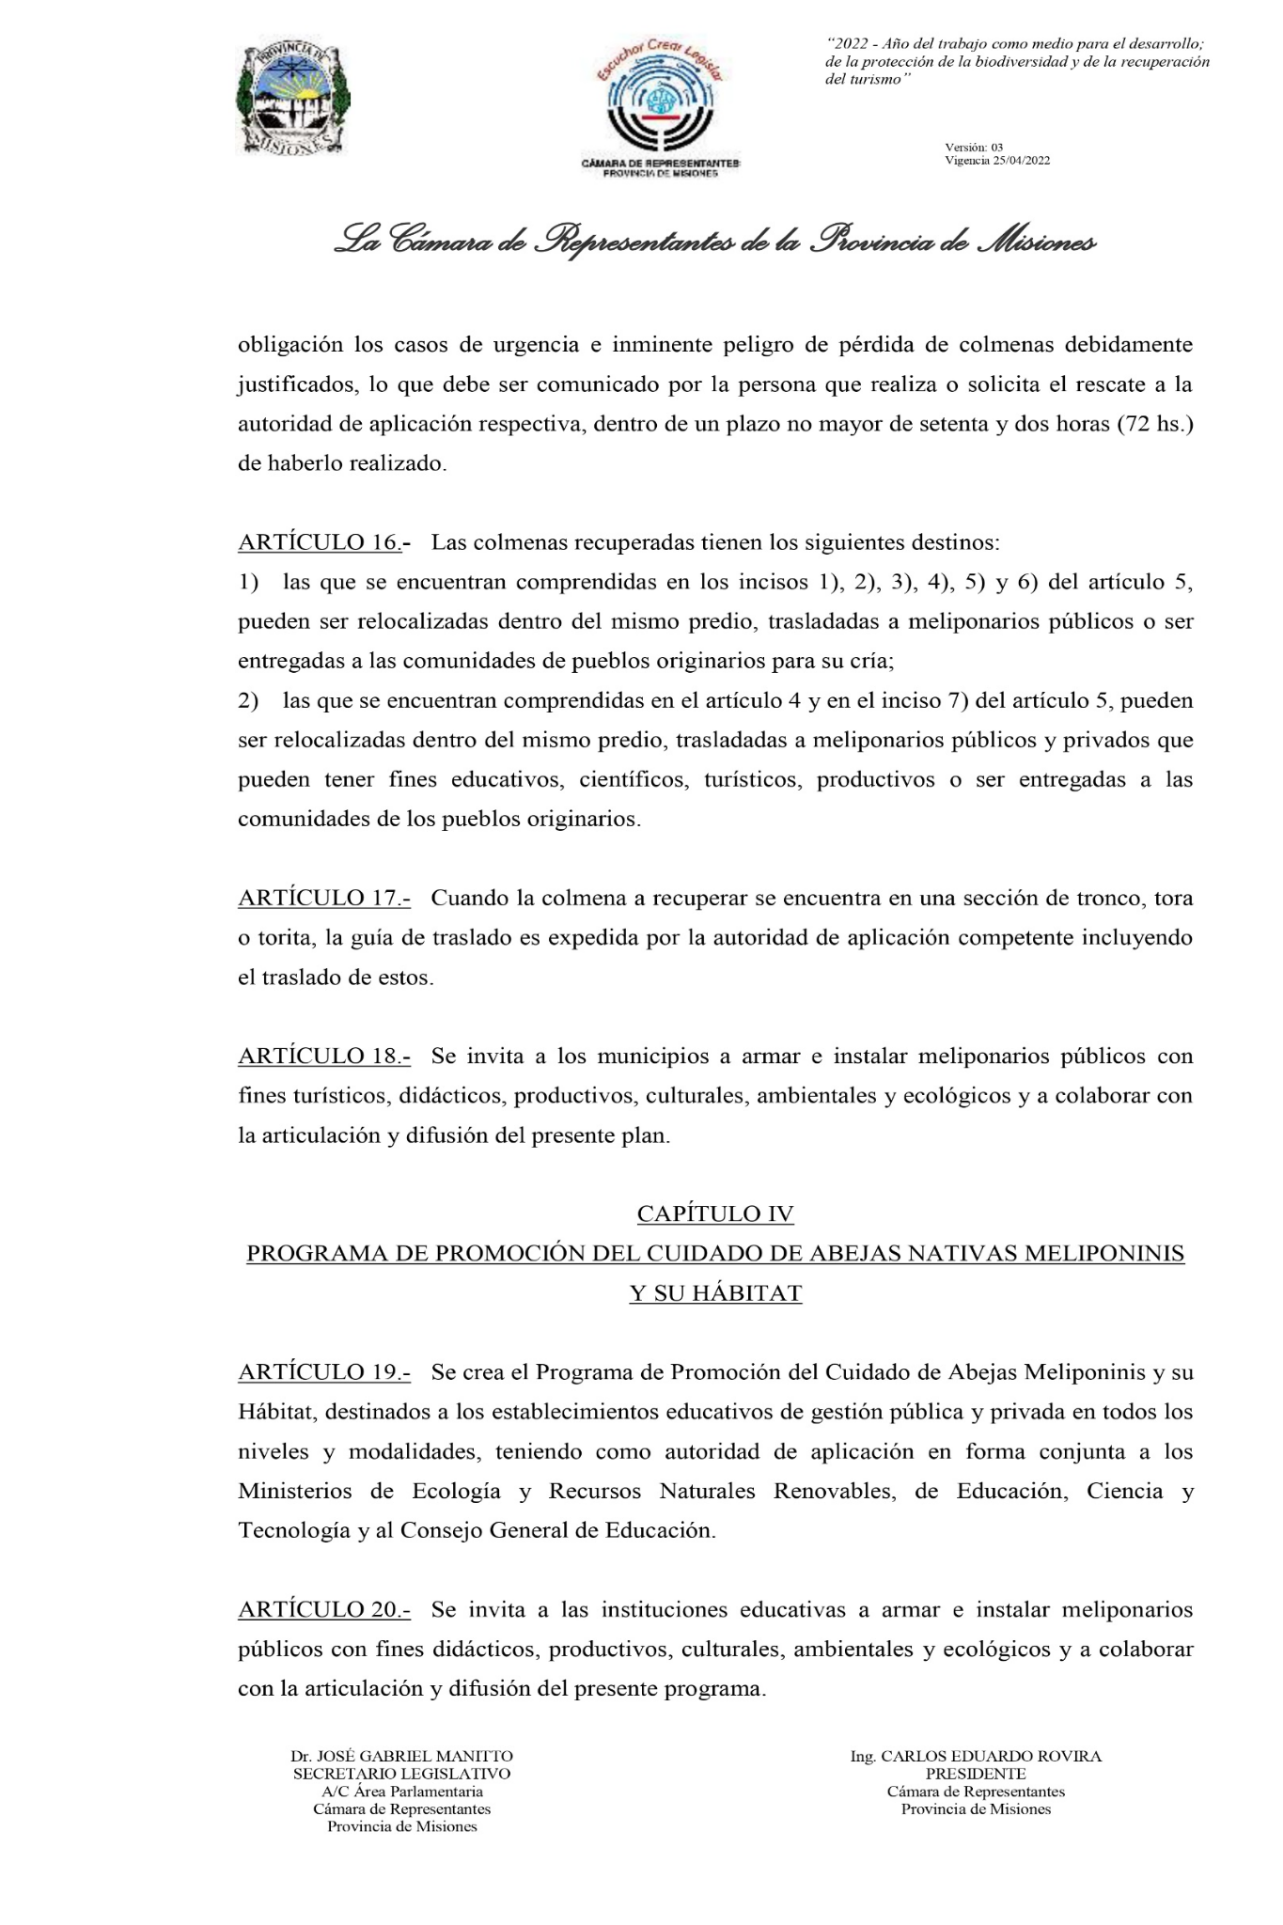 PROVINCIA DE
MISIONES
Escuchar Crear Legislar
CÁMARA DE REPRESENTANTES
PROVINCIA DE MISIONES
“2022 - Año del trabajo como medio para el desarrollo;
de la protección de la biodiversidad y de la recuperación
del turismo”
Versión: 03
Vigencia 25/04/2022
La Cámara de Representantes de la Provincia de Misiones
obligación los casos de urgencia e inminente peligro de pérdida de colmenas debidamente
justificados, lo que debe ser comunicado por la persona que realiza o solicita el rescate a la
autoridad de aplicación respectiva, dentro de un plazo no mayor de setenta y dos horas (72 hs.)
de haberlo realizado.
ARTÍCULO 16.- Las colmenas recuperadas tienen los siguientes destinos:
1) las que se encuentran comprendidas en los incisos 1), 2), 3), 4), 5) y 6) del artículo 5,
pueden ser relocalizadas dentro del mismo predio, trasladadas a meliponarios públicos o ser
entregadas a las comunidades de pueblos originarios para su cría;
2) las que se encuentran comprendidas en el artículo 4 y en el inciso 7) del artículo 5, pueden
ser relocalizadas dentro del mismo predio, trasladadas a meliponarios públicos y privados que
pueden tener fines educativos, científicos, turísticos, productivos o ser entregadas a las
comunidades de los pueblos originarios.
ARTÍCULO 17.- Cuando la colmena a recuperar se encuentra en una sección de tronco, tora
o torita, la guía de traslado es expedida por la autoridad de aplicación competente incluyendo
el traslado de estos.
ARTÍCULO 18.- Se invita a los municipios a armar e instalar meliponarios públicos con
fines turísticos, didácticos, productivos, culturales, ambientales y ecológicos y a colaborar con
la articulación y difusión del presente plan.
CAPÍTULO IV
PROGRAMA DE PROMOCIÓN DEL CUIDADO DE ABEJAS NATIVAS MELIPONINIS
Y SU HÁBITAT
ARTÍCULO 19.- Se crea el Programa de Promoción del Cuidado de Abejas Meliponinis y su
Hábitat, destinados a los establecimientos educativos de gestión pública y privada en todos los
niveles y modalidades, teniendo como autoridad de aplicación en forma conjunta a los
Ministerios de Ecología y Recursos Naturales Renovables, de Educación, Ciencia y
Tecnología y al Consejo General de Educación.
ARTÍCULO 20.- Se invita a las instituciones educativas a armar e instalar meliponarios
públicos con fines didácticos, productivos, culturales, ambientales y ecológicos y a colaborar
con la articulación y difusión del presente programa.
Dr. JOSÉ GABRIEL MANITTO
SECRETARIO LEGISLATIVO
A/C Área Parlamentaria
Cámara de Representantes
Provincia de Misiones
Ing. CARLOS EDUARDO ROVIRA
PRESIDENTE
Cámara de Representantes
Provincia de Misiones